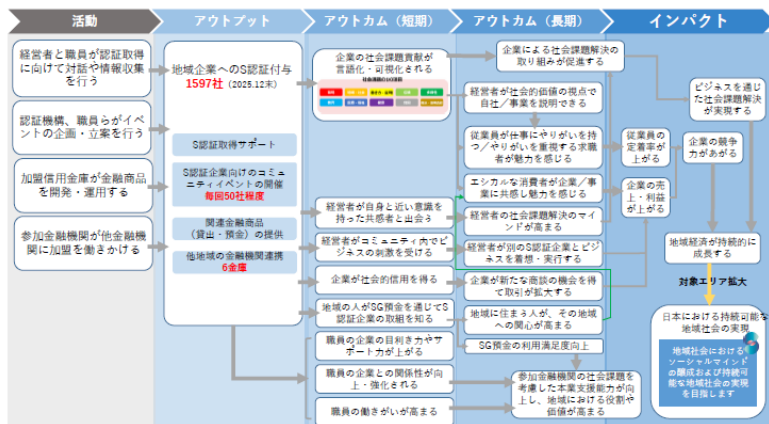 活動
アウトプット
アウトカム（短期）
アウトカム（長期）
インパクト
経営者と職員が認証取得
に向けて対話や情報収集
を行う
認証機構、職員らがイ
ベントの企画・立案を行う
加盟信用金庫が金融商品
を開発・運用する
参加金融機関が他金融機
関に加盟を働きかける
地域企業へのS認証付与
1597社（2025.12末）
S認証取得サポート
S認証企業向けのコミュ
ニティイベントの開催
毎回50社程度
関連金融商品
（貸出・預金）の提供
他地域の金融機関連携
6金庫
企業の社会課題貢献が
言語化・可視化される
経営者が自身と近い意識を
持った共感者と出会う
経営者がコミュニティ内でビジ
ネスの刺激を受ける
企業が社会的信用を得る
地域の人がSG預金を通じてS
認証企業の取組を知る
職員の企業の目利き力やサ
ポート力が上がる
職員の企業との関係性が向
上・強化される
職員の働きがいが高まる
企業による社会課題解決の
取り組みが促進する
経営者が社会的価値の視点で
自社/事業を説明できる
従業員が仕事にやりがいを持
つ/やりがいを重視する求職
者が魅力を感じる
エシカルな消費者が企業/事
業に共感し魅力を感じる
経営者の社会課題解決のマイン
ドが高まる
経営者が別のS認証企業とビジ
ネスを着想・実行する
企業が新たな商談の機会を得
て取引が拡大する
地域に住まう人が、その地域
への関心が高まる
SG預金の利用満足度向上
参加金融機関の社会課題を
考慮した本業支援能力が向
上し、地域における役割や
価値が高まる
従業員の
定着率が
上がる
企業の売
上・利益
が上がる
企業の競争
力があがる
ビジネスを通じ
た社会課題解決
が実現する
地域経済が持続的に
成長する
対象エリア拡大
日本における持続可能な
地域社会の実現
地域社会における
ソーシャルマインド
の醸成および持続可
能な地域社会の実現
を目指します